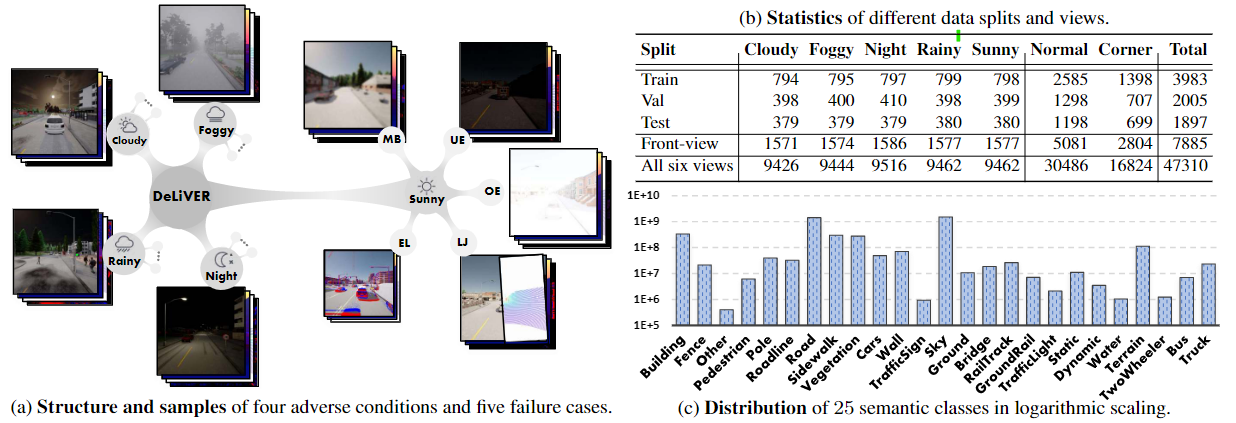 Cloudy
Foggy
MB
UE
DeLiVER
Sunny
OE
EL
LJ
Rainy
Night
(a) Structure and samples of four adverse conditions and five failure cases.
(b) Statistics of different data splits and views.
Split Cloudy Foggy Night Rainy Sunny Normal Corner Total
Train 794 795 797 799 798 2585 1398 3983
Val 398 400 410 398 399 1298 707 2005
Test 379 379 379 380 380 1198 699 1897
Front-view 1571 1574 1586 1577 1577 5081 2804 7885
All six views 9426 9444 9516 9462 9462 30486 16824 47310
1E+10
1E+9
1E+8
1E+7
1E+6
1E+5
Building
Fence
Other
Pedestrian
Pole
Roadline
Road
Sidewalk
Vegetation
Cars
Wall
TrafficSign
Sky
Ground
Bridge
RailTrack
GroundRail
TrafficLight
Static
Dynamic
Water
Terrain
TwoWheeler
Bus
Truck
(c) Distribution of 25 semantic classes in logarithmic scaling.